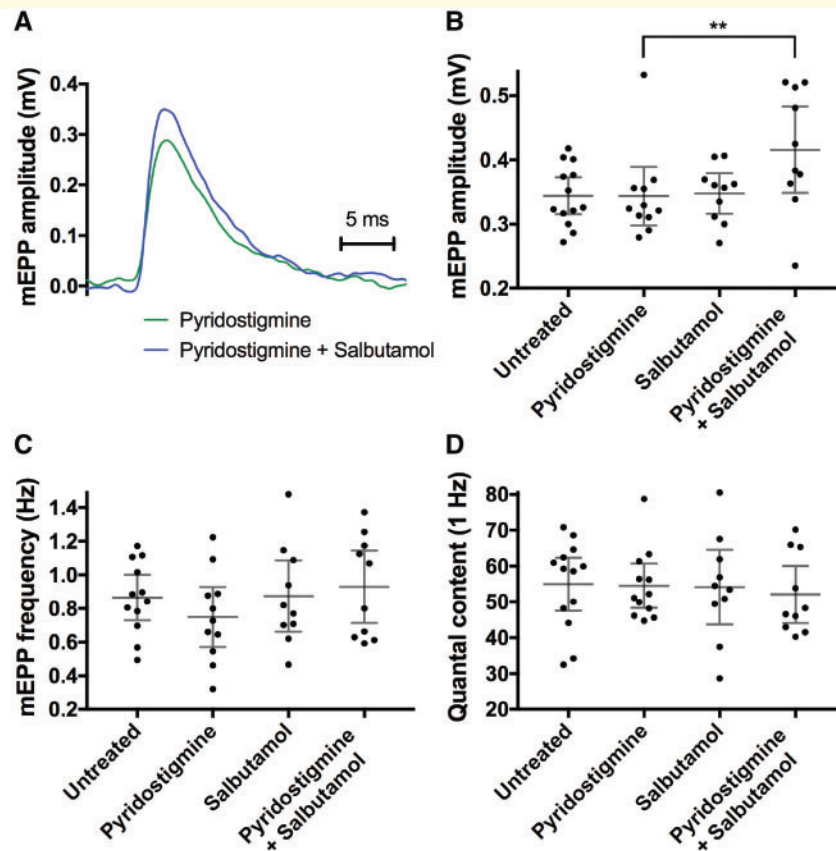 A
mEPP amplitude (mV)
0.4
0.3
0.2
0.1
0.0
5 ms
Pyridostigmine
Pyridostigmine + Salbutamol
B
**
mEPP amplitude (mV)
0.5
0.4
0.3
0.2
Untreated
Pyridostigmine
Salbutamol
Pyridostigmine
+ Salbutamol
C
mEPP frequency (Hz)
1.4
1.2
1.0
0.8
0.6
0.4
0.2
Untreated
Pyridostigmine
Salbutamol
Pyridostigmine
+ Salbutamol
D
Quantal content (1 Hz)
80
70
60
50
40
30
20
Untreated
Pyridostigmine
Salbutamol
Pyridostigmine
+ Salbutamol